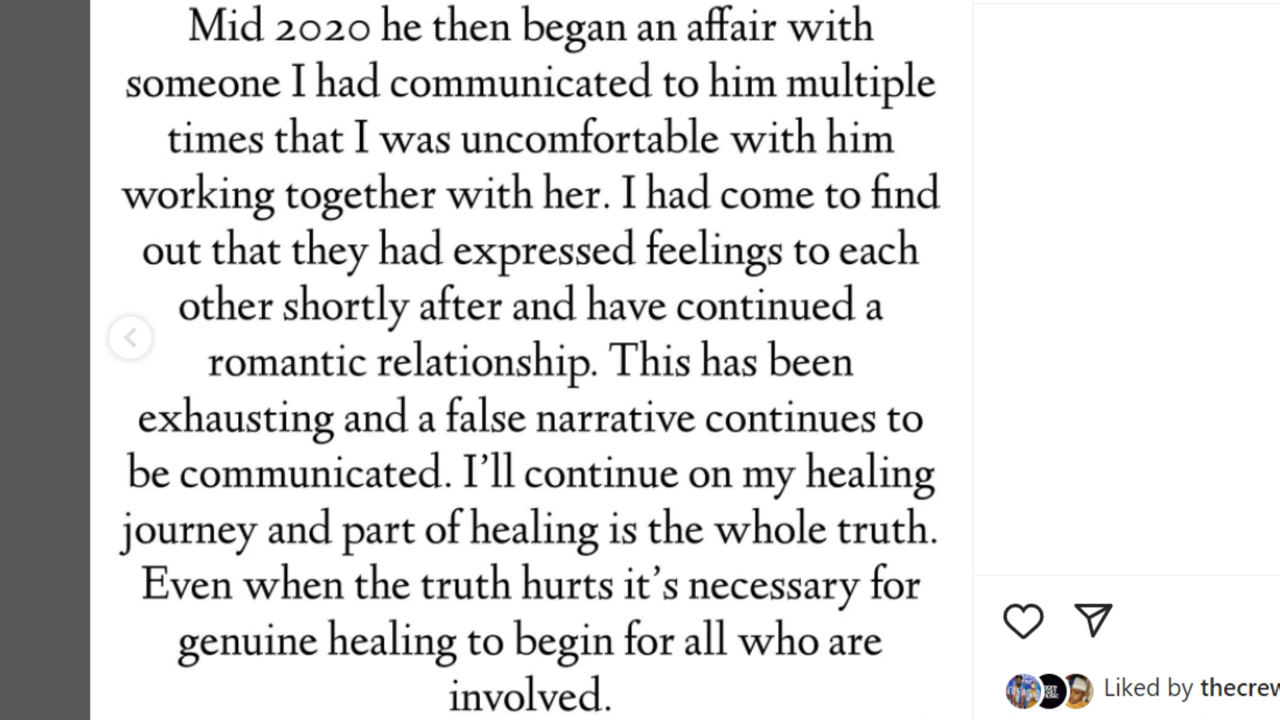 Mid 2020 he then began an affair with
someone I had communicated to him multiple
times that I was uncomfortable with him
working together with her. I had come to find
out that they had expressed feelings to each
other shortly after and have continued a
romantic relationship. This has been
exhausting and a false narrative continues to
be communicated. I’ll continue on my healing
journey and part of healing is the whole truth.
Even when the truth hurts it’s necessary for
genuine healing to begin for all who are
involved.
Liked by thecrew